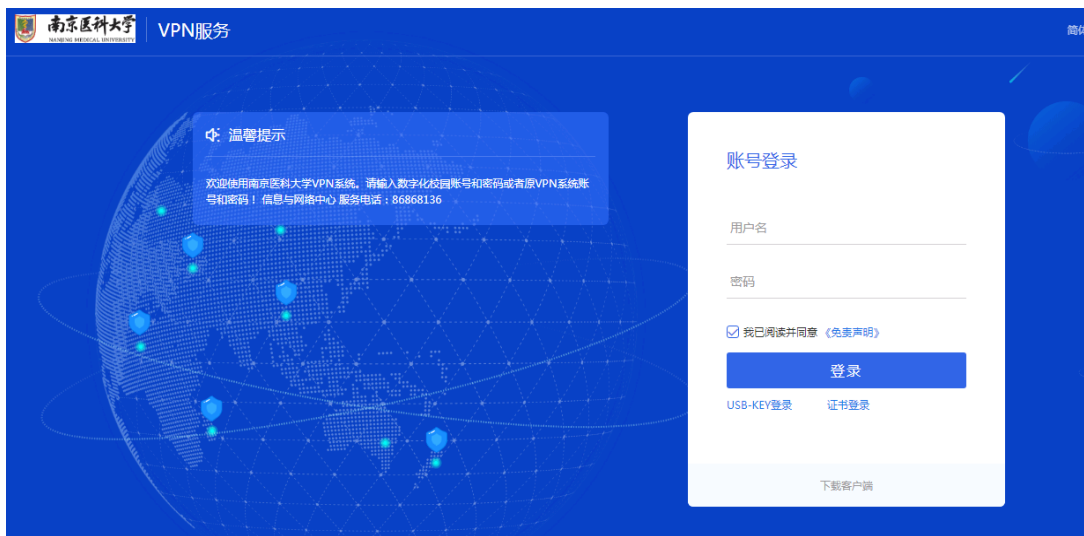 南京医科大学
NANJING MEDICAL UNIVERSITY
VPN服务
简体
温馨提示
欢迎使用南京医科大学VPN系统。请输入数字化校园账号和密码或者原VPN系统账
号和密码！信息与网络中心 服务电话：86868136
账号登录
用户名
密码
我已阅读并同意 《免责声明》
登录
USB-KEY登录 证书登录
下载客户端